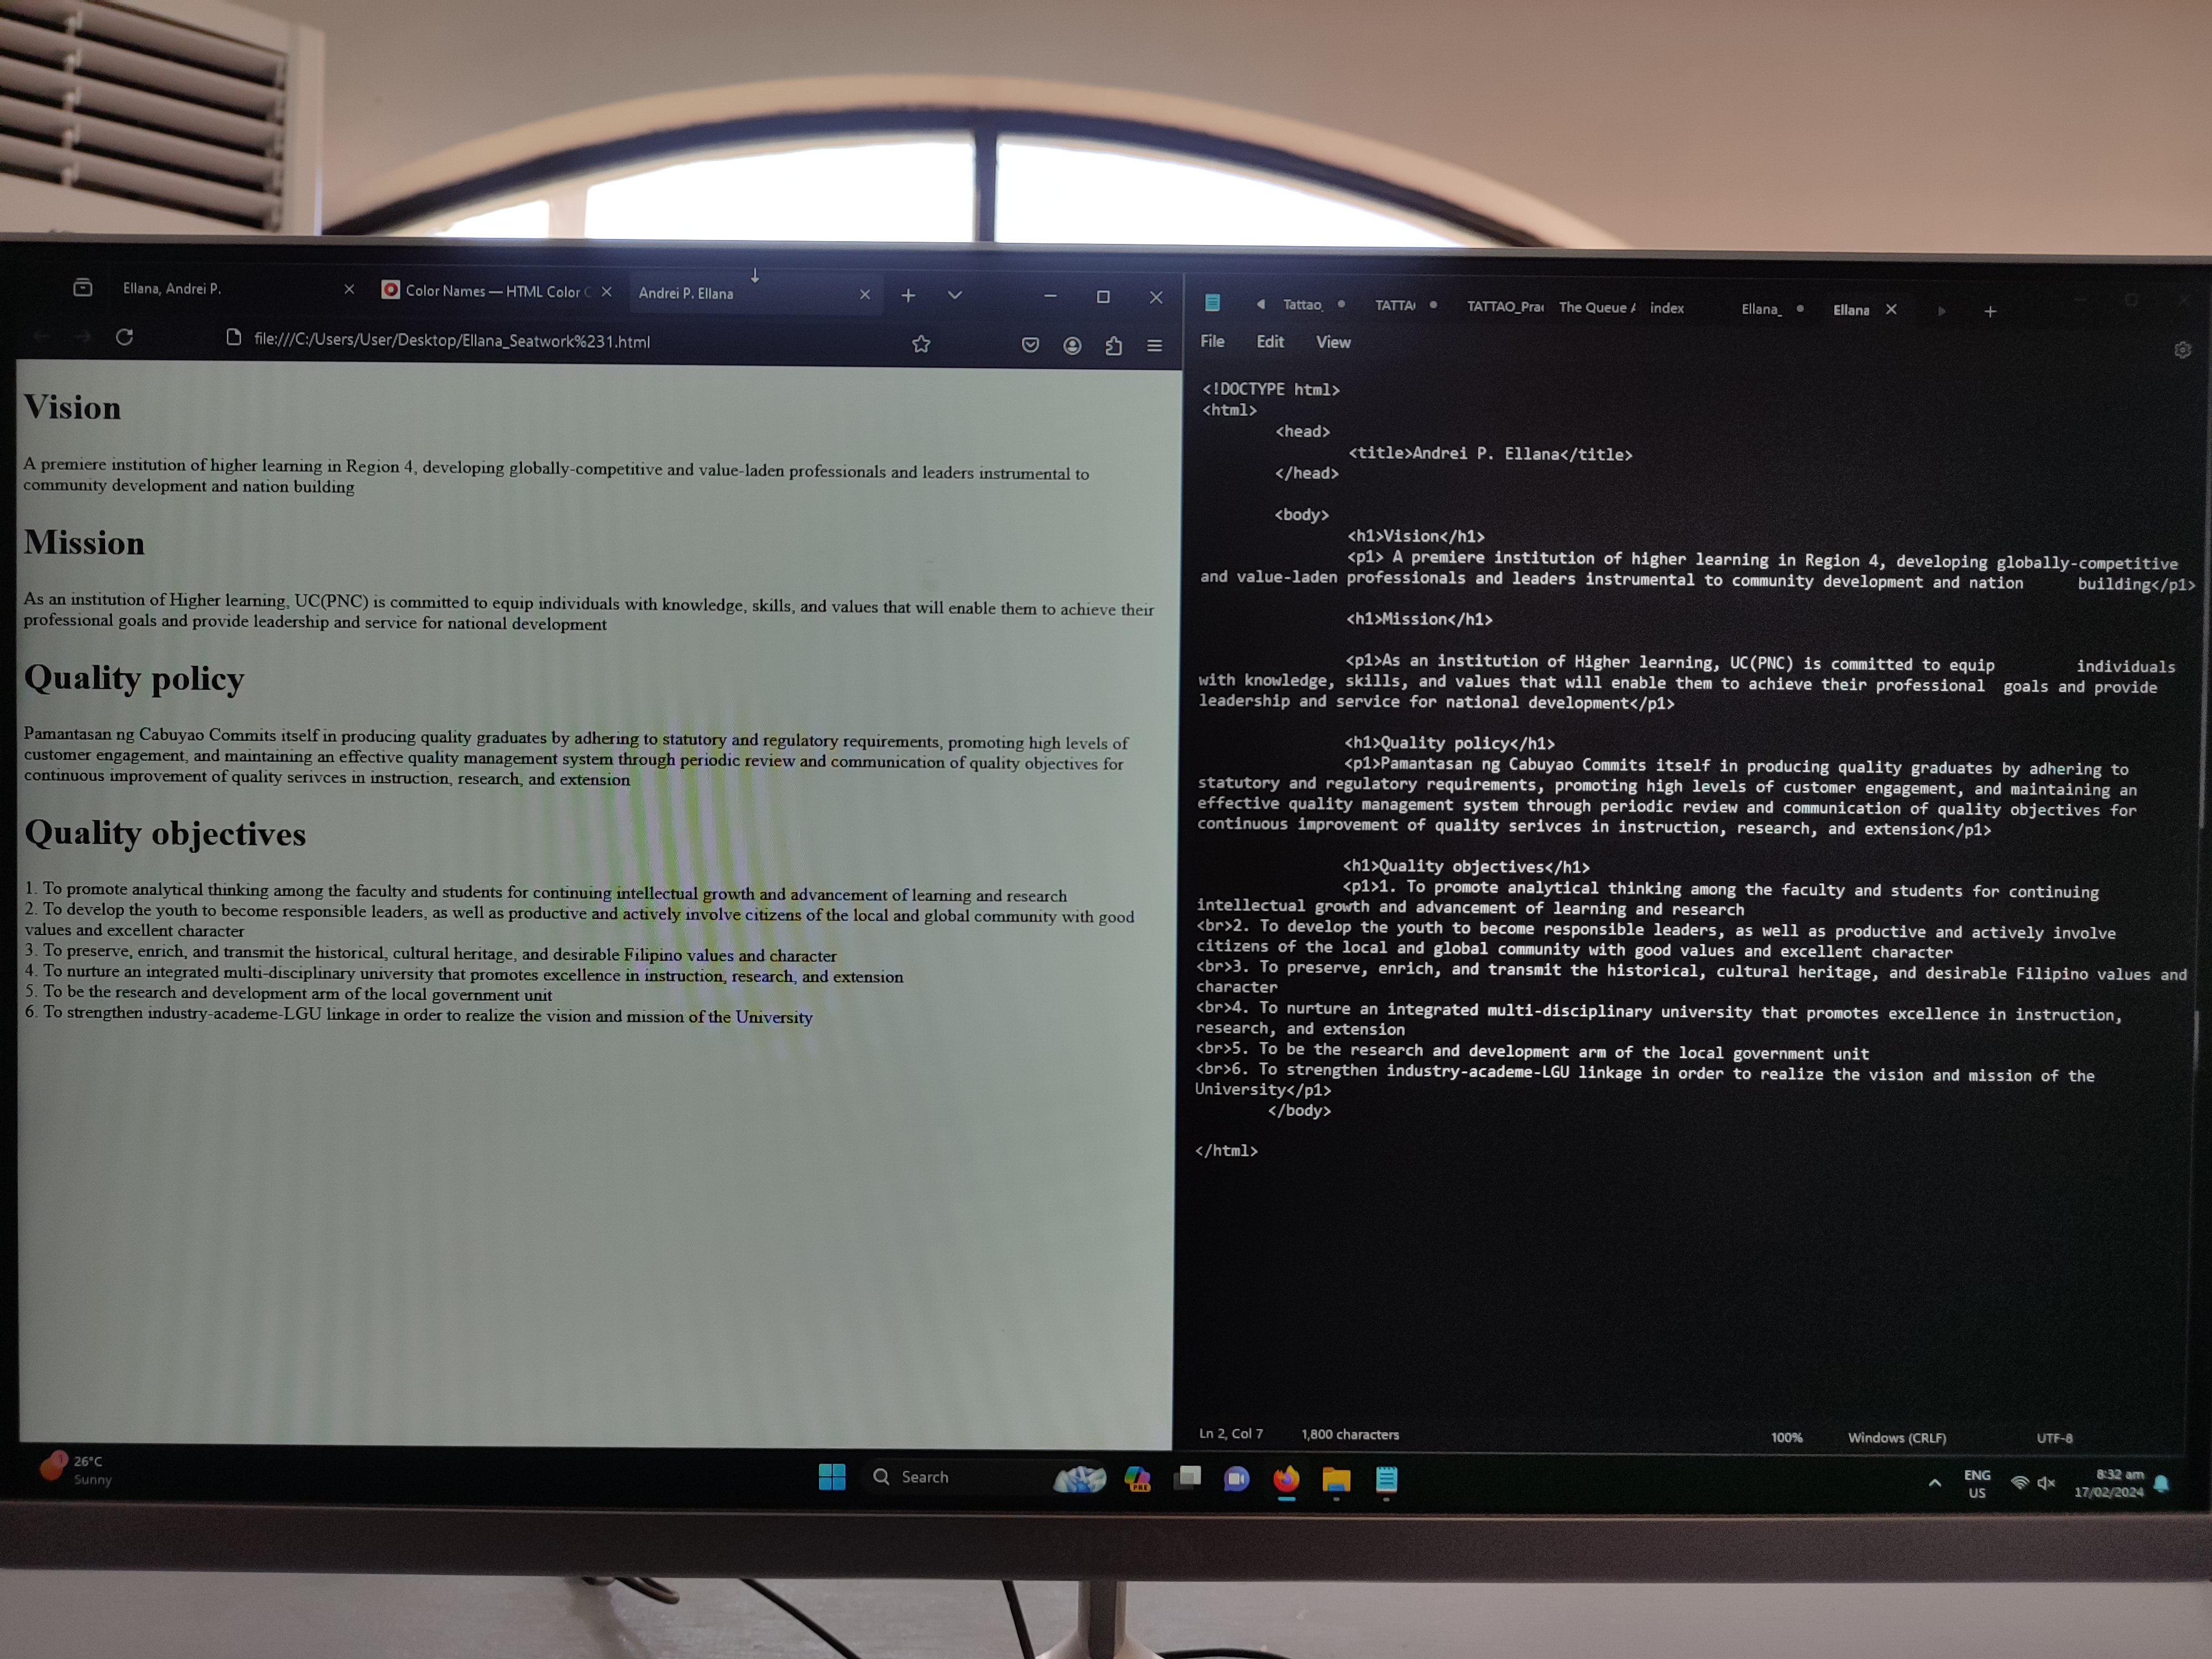 Ellana, Andrei P.
Color Names — HTML Color C
Andrei P. Ellana
file:///C:/Users/User/Desktop/Ellana_Seatwork%231.html
Vision
A premiere institution of higher learning in Region 4, developing globally-competitive and value-laden professionals and leaders instrumental to
community development and nation building
Mission
As an institution of Higher learning, UC(PNC) is committed to equip individuals with knowledge, skills, and values that will enable them to achieve their
professional goals and provide leadership and service for national development
Quality policy
Pamantasan ng Cabuyao Commits itself in producing quality graduates by adhering to statutory and regulatory requirements, promoting high levels of
customer engagement, and maintaining an effective quality management system through periodic review and communication of quality objectives for
continuous improvement of quality serivces in instruction, research, and extension
Quality objectives
1. To promote analytical thinking among the faculty and students for continuing intellectual growth and advancement of learning and research
2. To develop the youth to become responsible leaders, as well as productive and actively involve citizens of the local and global community with good
values and excellent character
3. To preserve, enrich, and transmit the historical, cultural heritage, and desirable Filipino values and character
4. To nurture an integrated multi-disciplinary university that promotes excellence in instruction, research, and extension
5. To be the research and development arm of the local government unit
6. To strengthen industry-academe-LGU linkage in order to realize the vision and mission of the University
Tattao_
TATTA(
TATTAO_Prac
The Queue A
index
Ellana_
Ellana
File Edit View
<!DOCTYPE html>
<html>
<head>
<title>Andrei P. Ellana</title>
</head>
<body>
<h1>Vision</h1>
<p1> A premiere institution of higher learning in Region 4, developing globally-competitive
and value-laden professionals and leaders instrumental to community development and nation building</p1>
<h1>Mission</h1>
<p1>As an institution of Higher learning, UC(PNC) is committed to equip individuals
with knowledge, skills, and values that will enable them to achieve their professional goals and provide
leadership and service for national development</p1>
<h1>Quality policy</h1>
<p1>Pamantasan ng Cabuyao Commits itself in producing quality graduates by adhering to
statutory and regulatory requirements, promoting high levels of customer engagement, and maintaining an
effective quality management system through periodic review and communication of quality objectives for
continuous improvement of quality serivces in instruction, research, and extension</p1>
<h1>Quality objectives</h1>
<p1>1. To promote analytical thinking among the faculty and students for continuing
intellectual growth and advancement of learning and research
<br>2. To develop the youth to become responsible leaders, as well as productive and actively involve
citizens of the local and global community with good values and excellent character
<br>3. To preserve, enrich, and transmit the historical, cultural heritage, and desirable Filipino values and
character
<br>4. To nurture an integrated multi-disciplinary university that promotes excellence in instruction,
research, and extension
<br>5. To be the research and development arm of the local government unit
<br>6. To strengthen industry-academe-LGU linkage in order to realize the vision and mission of the
University</p1>
</body>
</html>
Ln 2, Col 7
1,800 characters
100%
Windows (CRLF)
UTF-8
26°C
Sunny
Search
PRE
ENG
US
8:32 am
17/02/2024
VISION